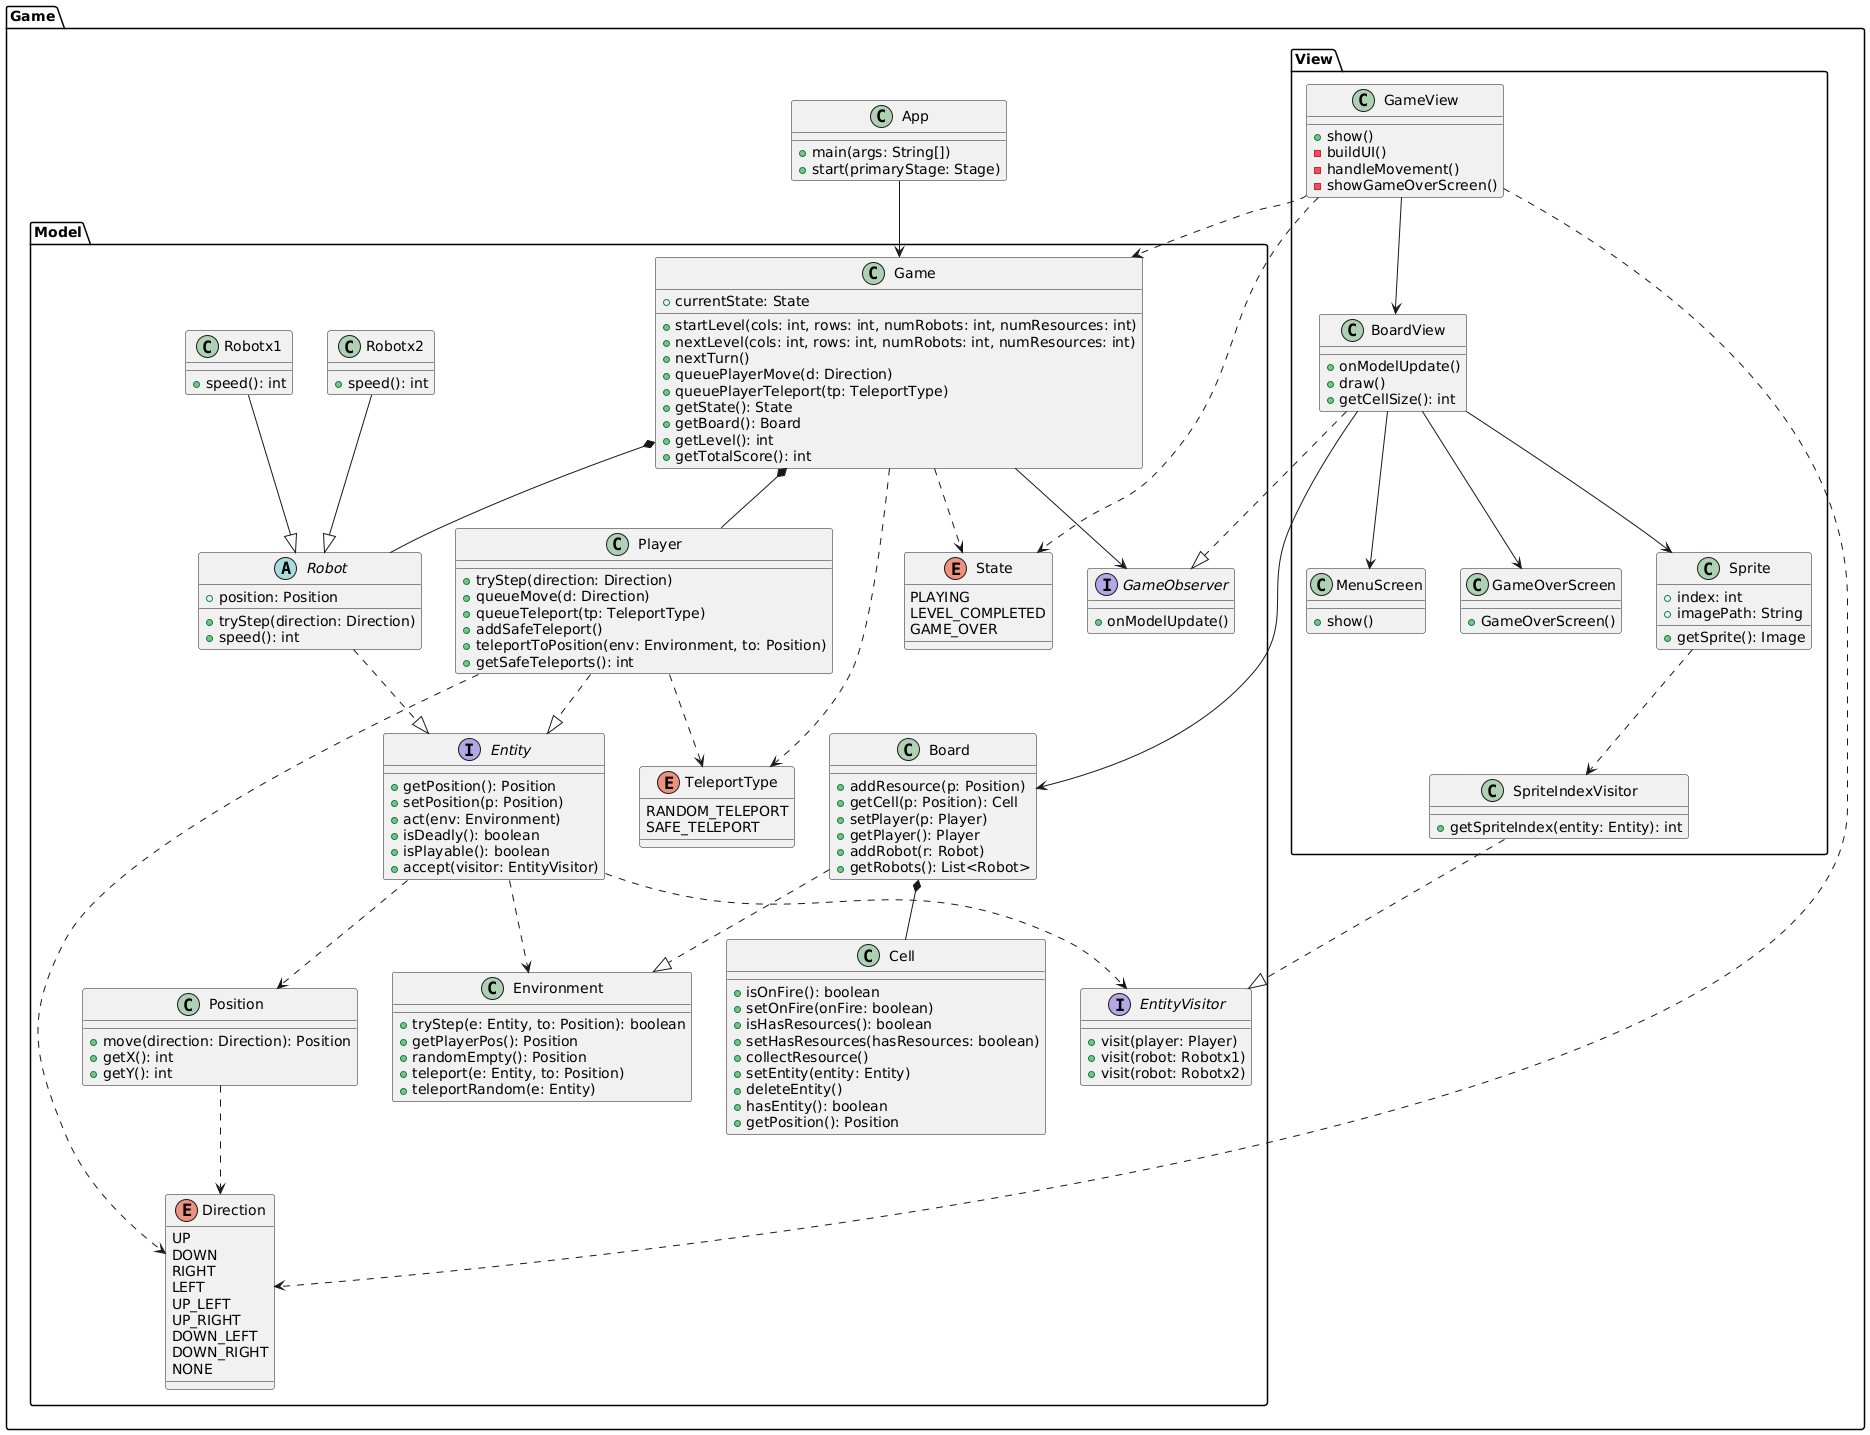 Game
View
C GameView
show()
buildUI()
handleMovement()
showGameOverScreen()
C App
main(args: String[])
start(primaryStage: Stage)
Model
C Game
currentState: State
startLevel(cols: int, rows: int, numRobots: int, numResources: int)
nextLevel(cols: int, rows: int, numRobots: int, numResources: int)
nextTurn()
queuePlayerMove(d: Direction)
queuePlayerTeleport(tp: TeleportType)
getState(): State
getBoard(): Board
getLevel(): int
getTotalScore(): int
C Robotx1
speed(): int
C Robotx2
speed(): int
C BoardView
onModelUpdate()
draw()
getCellSize(): int
A Robot
position: Position
tryStep(direction: Direction)
speed(): int
C Player
tryStep(direction: Direction)
queueMove(d: Direction)
queueTeleport(tp: TeleportType)
addSafeTeleport()
teleportToPosition(env: Environment, to: Position)
getSafeTeleports(): int
E State
PLAYING
LEVEL_COMPLETED
GAME_OVER
I GameObserver
onModelUpdate()
C MenuScreen
show()
C GameOverScreen
GameOverScreen()
C Sprite
index: int
imagePath: String
getSprite(): Image
I Entity
getPosition(): Position
setPosition(p: Position)
act(env: Environment)
isDeadly(): boolean
isPlayable(): boolean
accept(visitor: EntityVisitor)
E TeleportType
RANDOM_TELEPORT
SAFE_TELEPORT
C Board
addResource(p: Position)
getCell(p: Position): Cell
setPlayer(p: Player)
getPlayer(): Player
addRobot(r: Robot)
getRobots(): List<Robot>
C SpriteIndexVisitor
getSpriteIndex(entity: Entity): int
C Position
move(direction: Direction): Position
getX(): int
getY(): int
C Environment
tryStep(e: Entity, to: Position): boolean
getPlayerPos(): Position
randomEmpty(): Position
teleport(e: Entity, to: Position)
teleportRandom(e: Entity)
C Cell
isOnFire(): boolean
setOnFire(onFire: boolean)
isHasResources(): boolean
setHasResources(hasResources: boolean)
collectResource()
setEntity(entity: Entity)
deleteEntity()
hasEntity(): boolean
getPosition(): Position
I EntityVisitor
visit(player: Player)
visit(robot: Robotx1)
visit(robot: Robotx2)
E Direction
UP
DOWN
RIGHT
LEFT
UP_LEFT
UP_RIGHT
DOWN_LEFT
DOWN_RIGHT
NONE